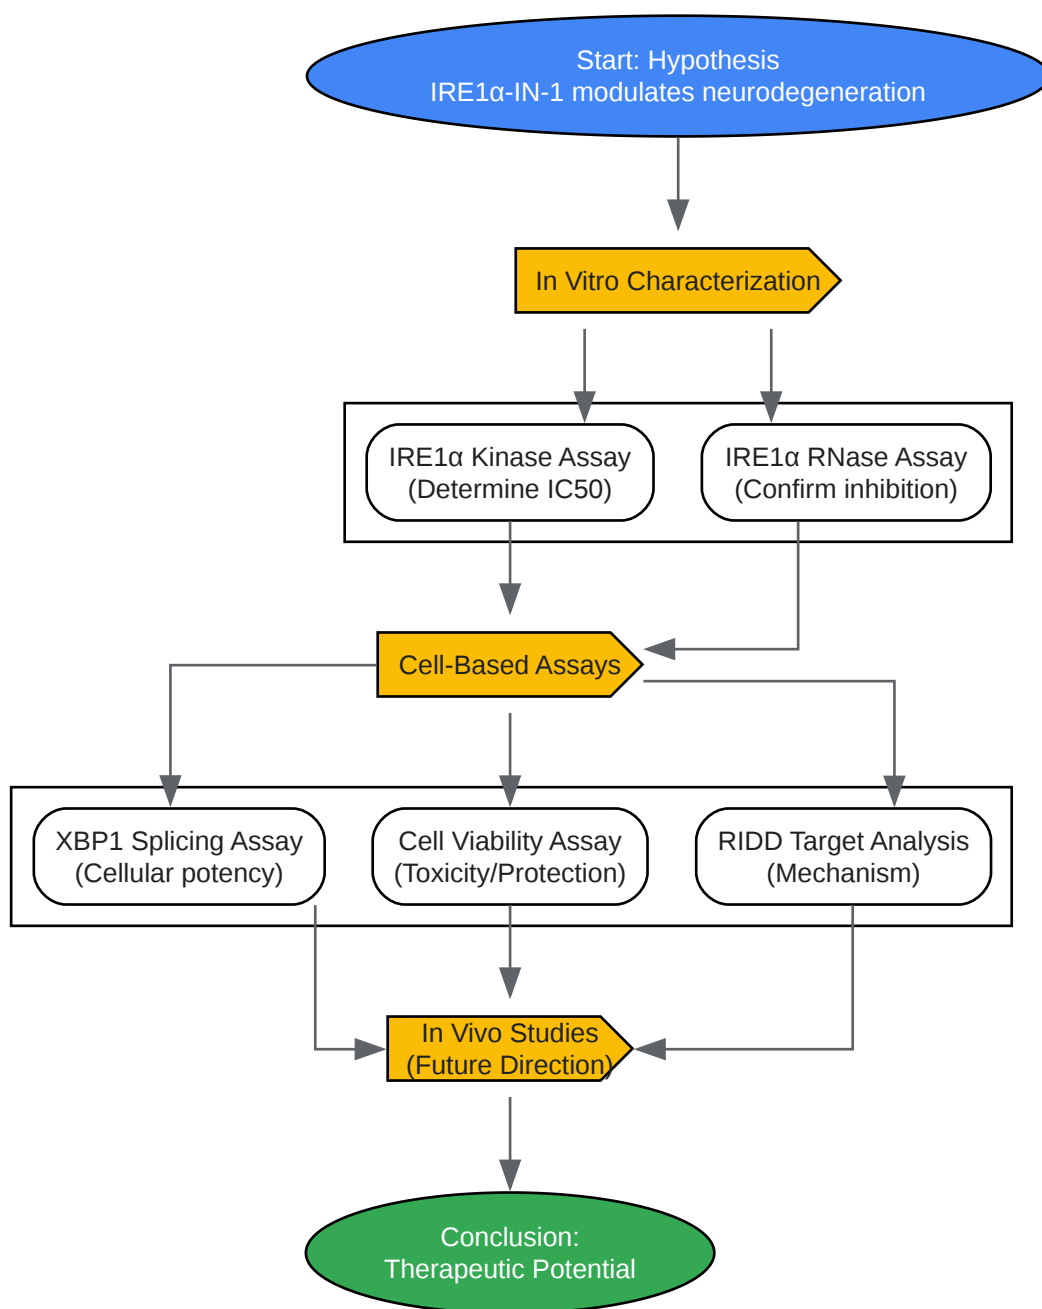 Start: Hypothesis
IRE1α-IN-1 modulates neurodegeneration
In Vitro Characterization
IRE1α Kinase Assay
(Determine IC50)
IRE1α RNase Assay
(Confirm inhibition)
Cell-Based Assays
XBP1 Splicing Assay
(Cellular potency)
Cell Viability Assay
(Toxicity/Protection)
RIDD Target Analysis
(Mechanism)
In Vivo Studies
(Future Direction)
Conclusion:
Therapeutic Potential